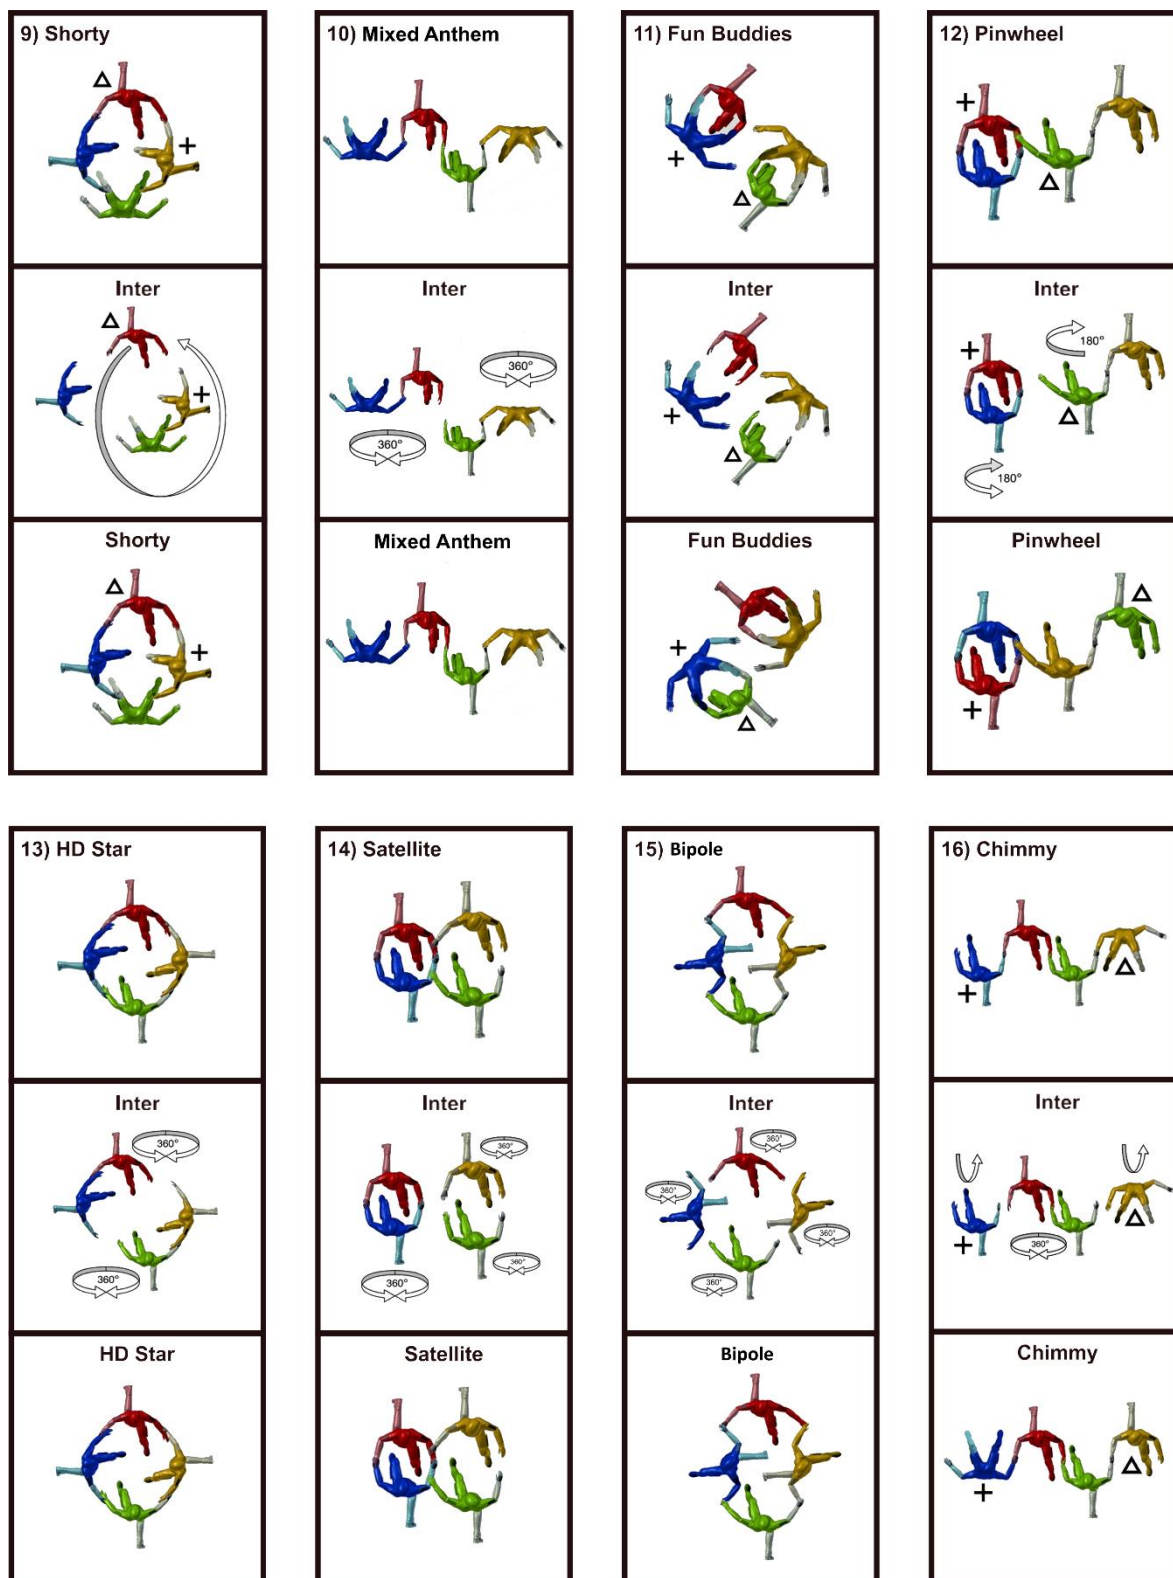 9) Shorty
Inter
Shorty
10) Mixed Anthem
Inter
360°
360°
Mixed Anthem
11) Fun Buddies
Inter
Fun Buddies
12) Pinwheel
Inter
180°
180°
Pinwheel
13) HD Star
Inter
360°
360°
HD Star
14) Satellite
Inter
360°
360°
360°
Satellite
15) Bipole
Inter
360°
360°
360°
360°
Bipole
16) Chimmy
Inter
360°
Chimmy